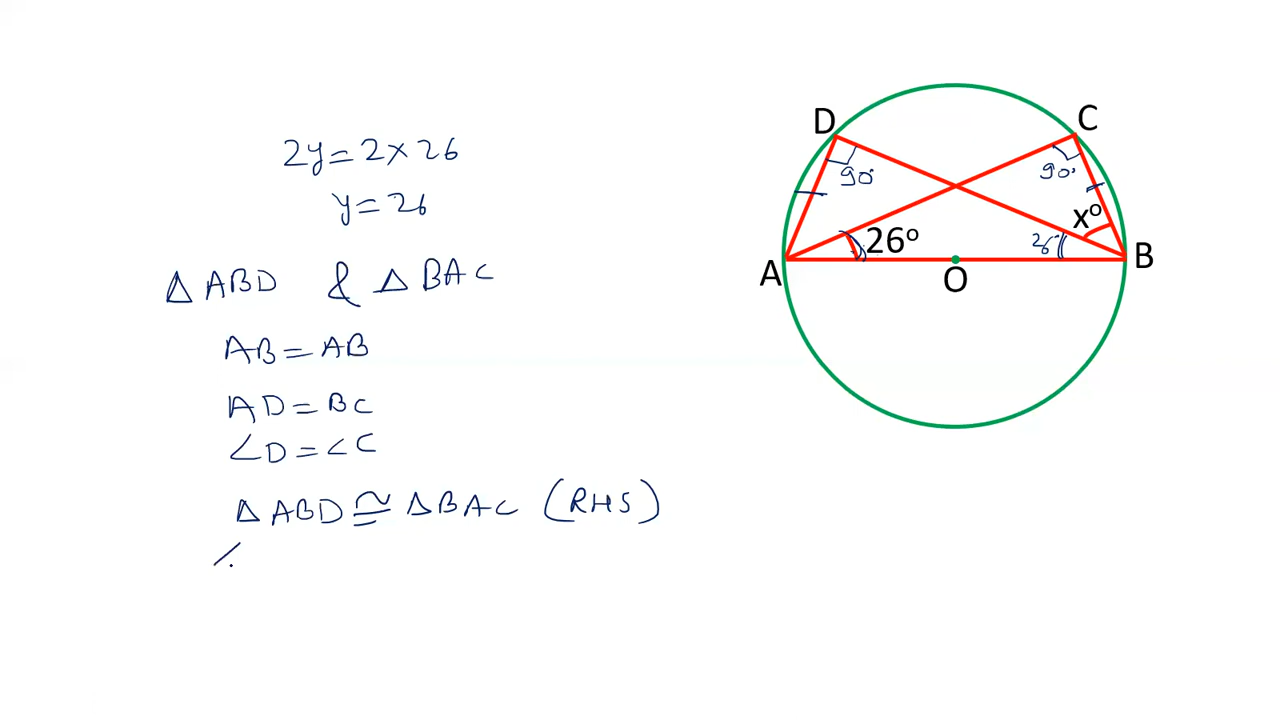 2y = 2 × 26
y = 26
△ ABD & △ BAC
AB = AB
AD = BC
∠D = ∠C
△ ABD ≅ △ BAC (RHS)
D
C
90°
90°
x°
26°
26°
A
O
B